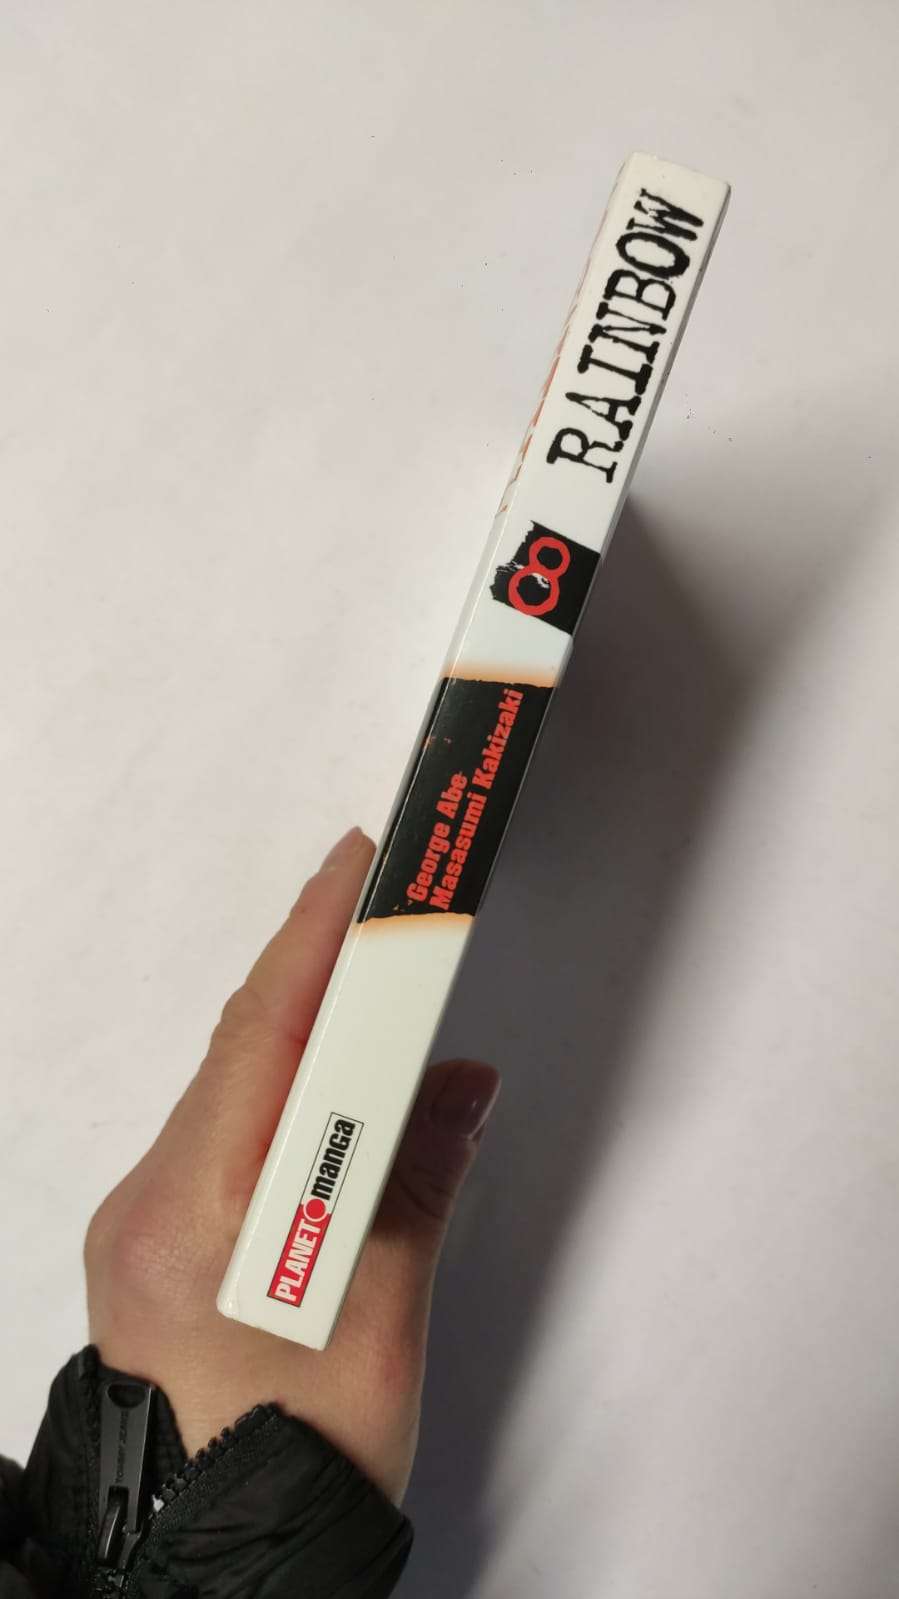 RAINBOW
8
George Abe
Masasumi Kakizaki
PLANET manga